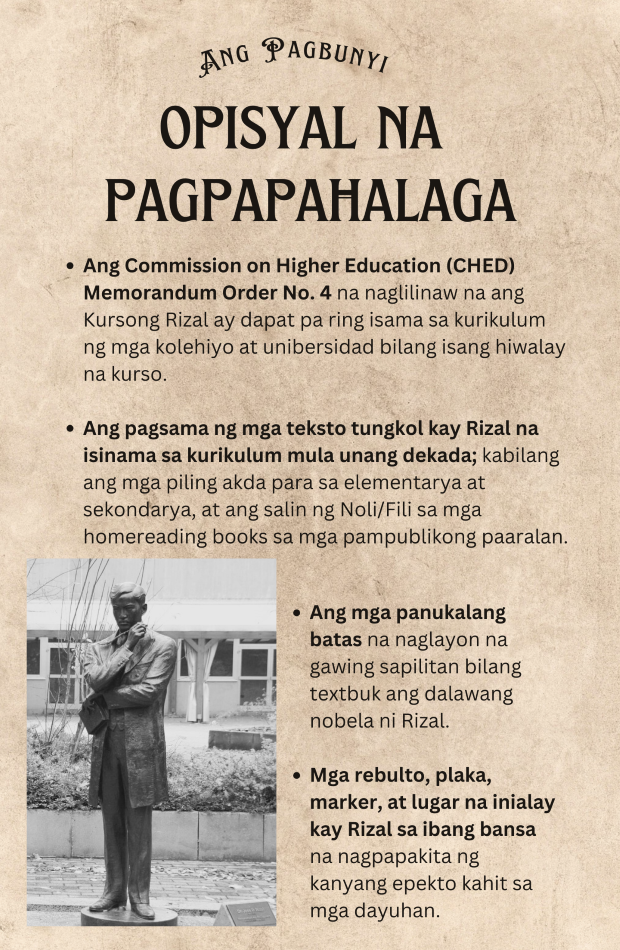 Ang Pagbunyi
OPISYAL NA
PAGPAPAHALAGA
• Ang Commission on Higher Education (CHED)
Memorandum Order No. 4 na naglilinaw na ang
Kursong Rizal ay dapat pa ring isama sa kurikulum
ng mga kolehiyo at unibersidad bilang isang hiwalay
na kurso.
• Ang pagsama ng mga teksto tungkol kay Rizal na
isinama sa kurikulum mula unang dekada; kabilang
ang mga piling akda para sa elementarya at
sekondarya, at ang salin ng Noli/Fili sa mga
homereading books sa mga pampublikong paaralan.
• Ang mga panukalang
batas na naglayon na
gawing sapilitan bilang
textbuk ang dalawang
nobela ni Rizal.
• Mga rebulto, plaka,
marker, at lugar na inialay
kay Rizal sa ibang bansa
na nagpapakita ng
kanyang epekto kahit sa
mga dayuhan.